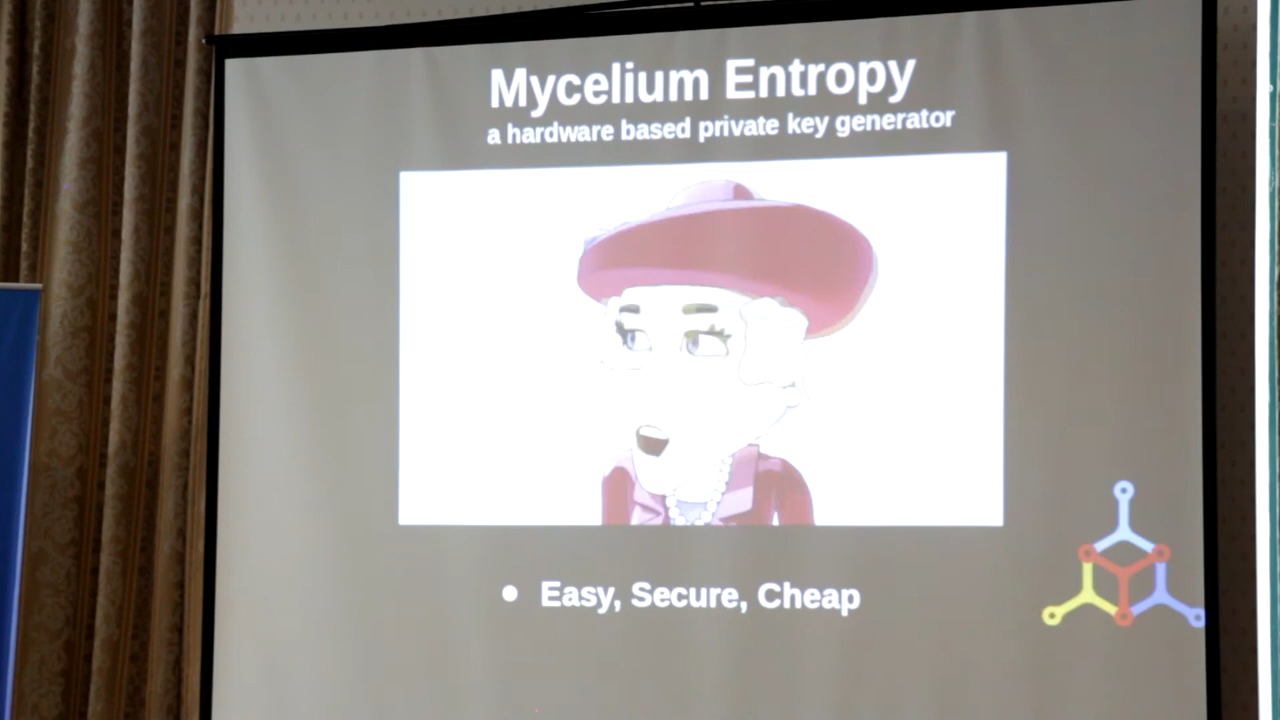 Mycelium Entropy
a hardware based private key generator
• Easy, Secure, Cheap